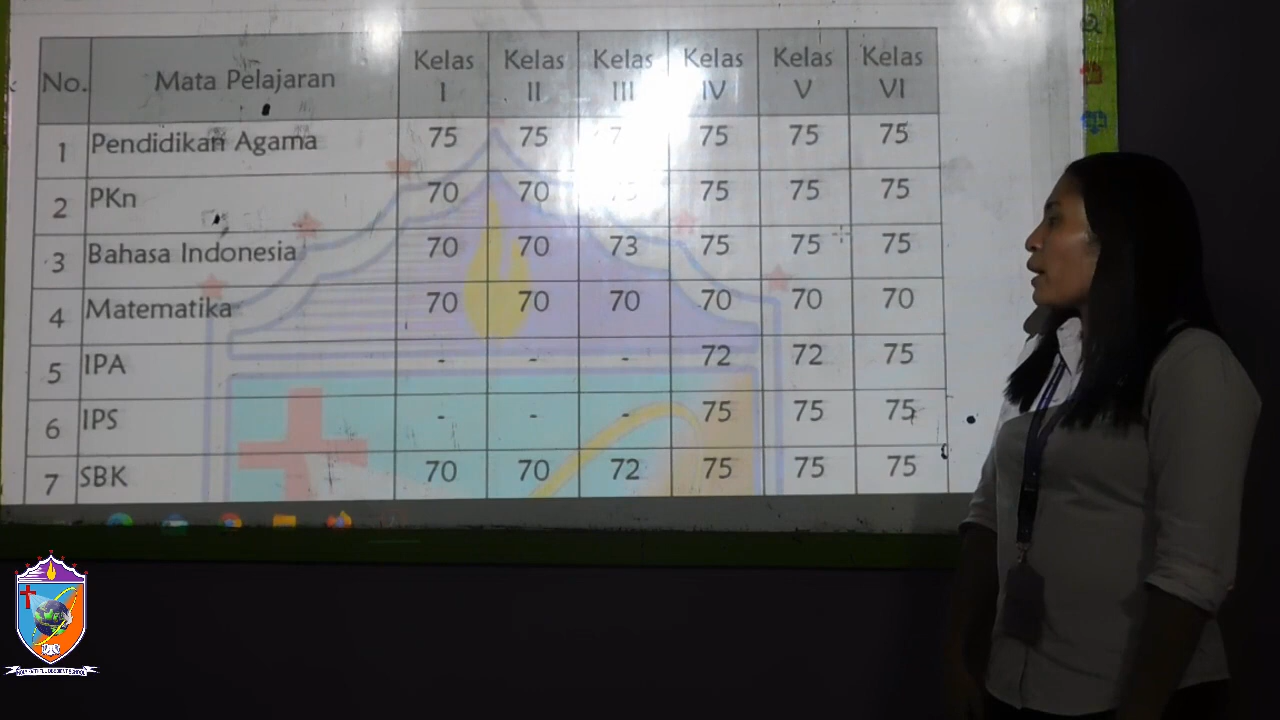 No. Mata Pelajaran Kelas I Kelas II Kelas III Kelas IV Kelas V Kelas VI
1 Pendidikan Agama 75 75 75 75 75
2 PKn 70 70 75 75 75
3 Bahasa Indonesia 70 70 73 75 75 75
4 Matematika 70 70 70 70 70 70
5 IPA - - - 72 72 75
6 IPS - - - 75 75 75
7 SBK 70 70 72 75 75 75